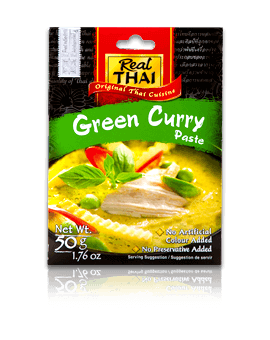 Real
THAI
Original Thai Cuisine
Green Curry
Paste
Net Wt.
50g
1,76 oz
No Artificial
Colour Added
No Preservative Added
Serving Suggestion / Suggestion de servir